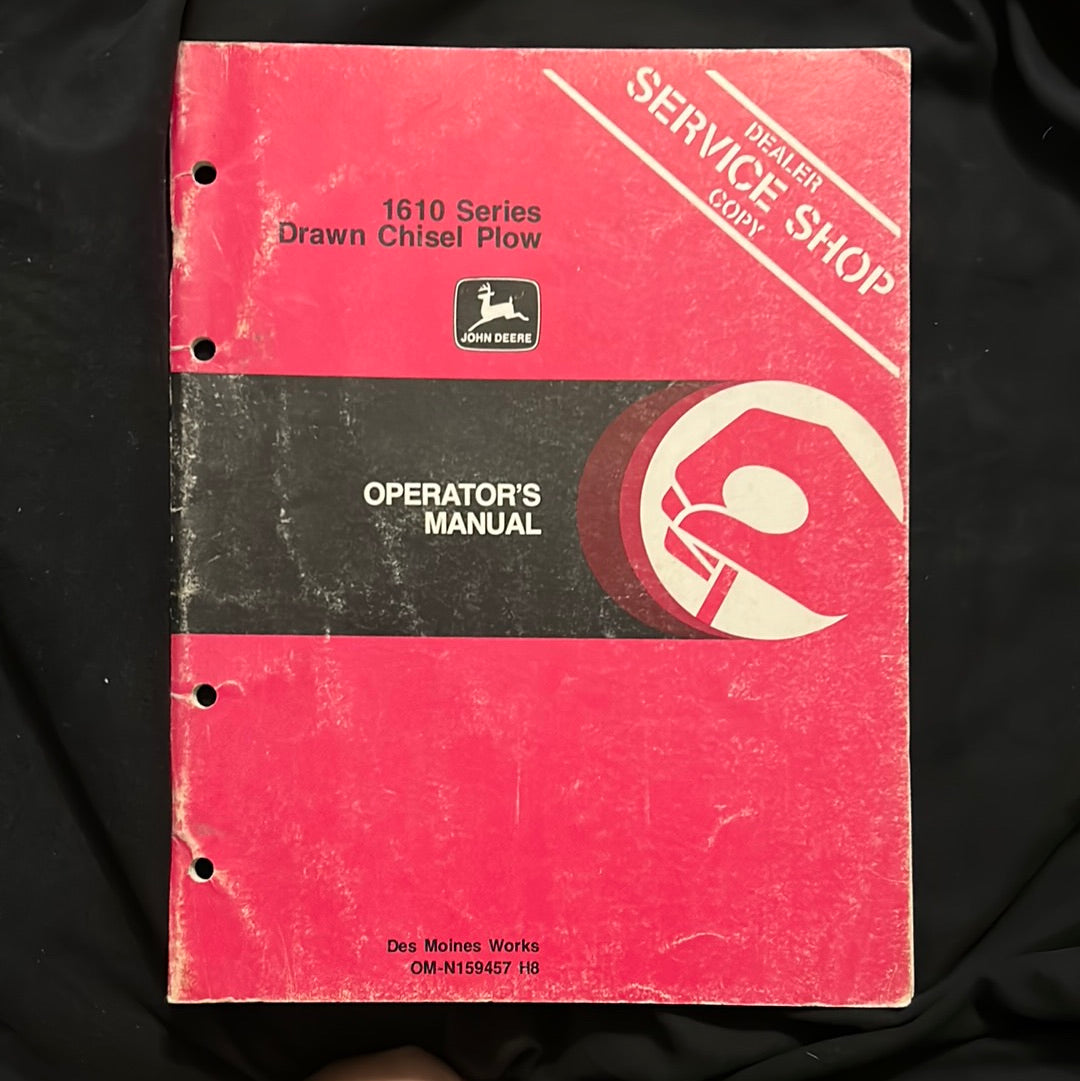 DEALER
SERVICE SHOP
COPY
1610 Series
Drawn Chisel Plow
JOHN DEERE
OPERATOR'S
MANUAL
Des Moines Works
OM-N159457 H8